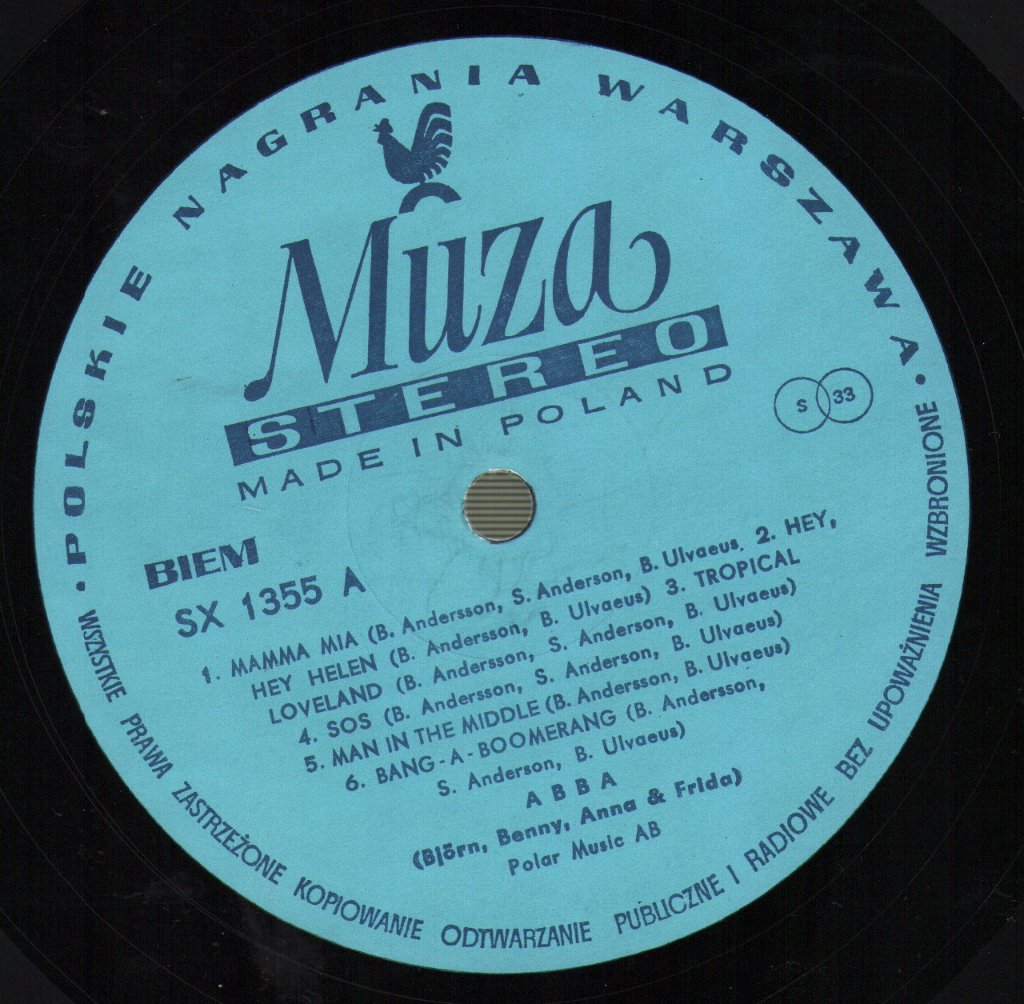 • POLSKIE NAGRANIA WARSZAWA •
Muza
STEREO
MADE IN POLAND
S 33
BIEM
SX 1355 A
1. MAMMA MIA (B. Andersson, S. Anderson, B. Ulvaeus. 2. HEY,
HEY HELEN (B. Andersson, B. Ulvaeus) 3. TROPICAL
LOVELAND (B. Andersson, S. Anderson, B. Ulvaeus)
4. SOS (B. Andersson, S. Anderson, B. Ulvaeus)
5. MAN IN THE MIDDLE (B. Andersson, B. Ulvaeus)
6. BANG-A-BOOMERANG (B. Andersson,
S. Anderson, B. Ulvaeus)
ABBA
(Björn, Benny, Anna & Frida)
Polar Music AB
WSZYSTKIE PRAWA ZASTRZEŻONE KOPIOWANIE ODTWARZANIE PUBLICZNE I RADIOWE BEZ UPOWAŻNIENIA WZBRONIONE